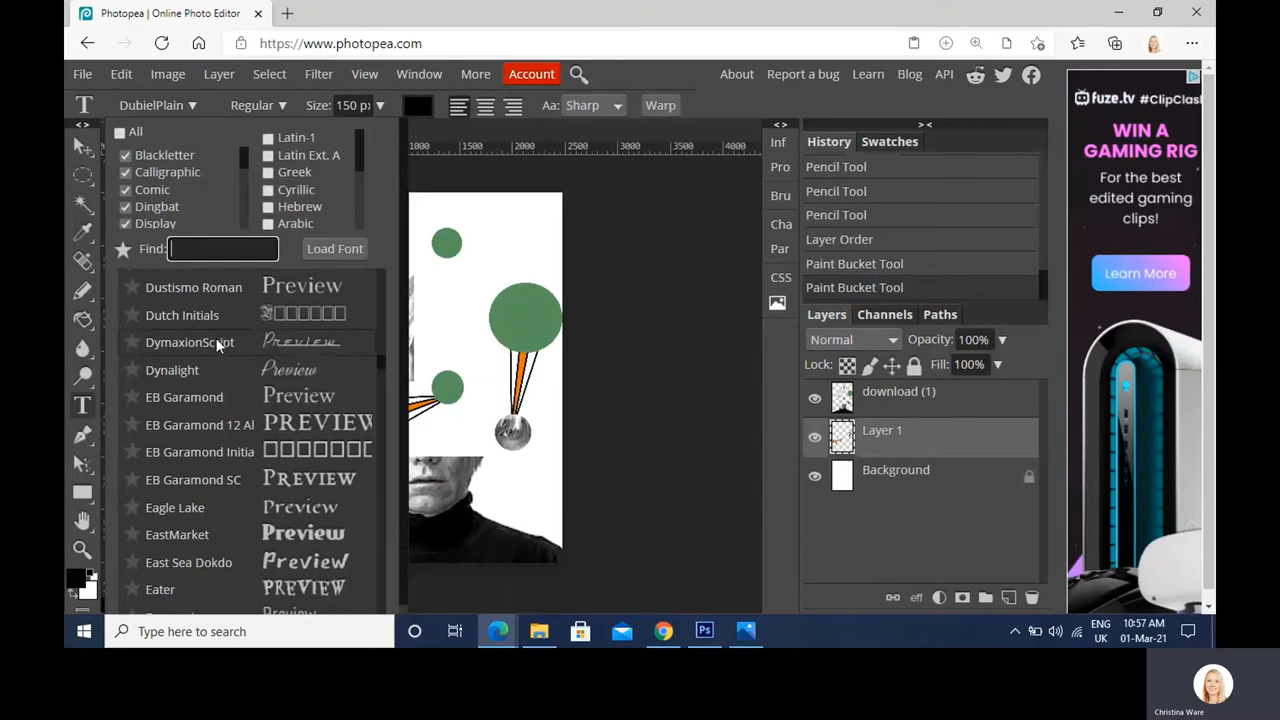 Photopea | Online Photo Editor
https://www.photopea.com
File Edit Image Layer Select Filter View Window More Account
About Report a bug Learn Blog API
DubielPlain Regular Size: 150 px Aa: Sharp Warp
All
Blackletter
Calligraphic
Comic
Dingbat
Display
Latin-1
Latin Ext. A
Greek
Cyrillic
Hebrew
Arabic
Find: Load Font
Dustismo Roman Preview
Dutch Initials
DymaxionScript Preview
Dynalight Preview
EB Garamond Preview
EB Garamond 12 Al PREVIEW
EB Garamond Initia
EB Garamond SC PREVIEW
Eagle Lake Preview
EastMarket Preview
East Sea Dokdo Preview
Eater PREVIEW
1000 1500 2000 2500 3000 3500 4000
Inf
Pro
Bru
Cha
Par
CSS
History Swatches
Pencil Tool
Pencil Tool
Pencil Tool
Layer Order
Paint Bucket Tool
Paint Bucket Tool
Layers Channels Paths
Normal Opacity: 100%
Lock: Fill: 100%
download (1)
Layer 1
Background
eff
fuze.tv #ClipClas
WIN A
GAMING RIG
For the best
edited gaming
clips!
Learn More
Type here to search
Ps
ENG
UK
10:57 AM
01-Mar-21
Christina Ware